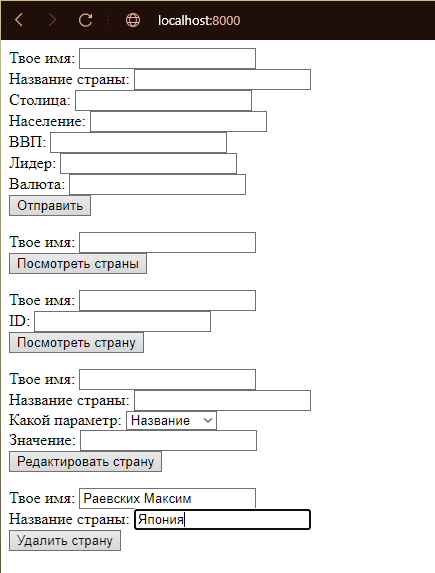 localhost:8000
Твое имя:
Название страны:
Столица:
Население:
ВВП:
Лидер:
Валюта:
Отправить
Твое имя:
Посмотреть страны
Твое имя:
ID:
Посмотреть страну
Твое имя:
Название страны:
Какой параметр: Название
Значение:
Редактировать страну
Твое имя: Раевских Максим
Название страны: Япония
Удалить страну